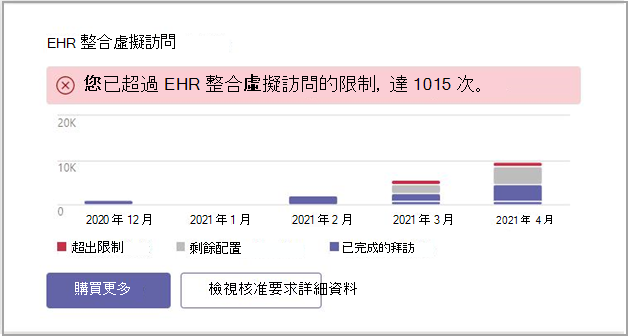 EHR 整合虛擬訪問
您已超過 EHR 整合虛擬訪問的限制, 達 1015 次。
20K
10K
0
2020 年 12 月 2021 年 1 月 2021 年 2 月 2021 年 3 月 2021 年 4 月
超出限制 剩餘配置 已完成的拜訪
購買更多 檢視核准要求詳細資料